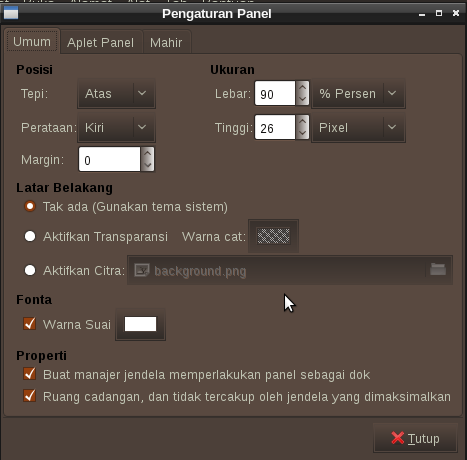 Pengaturan Panel
Umum Aplet Panel Mahir
Posisi Ukuran
Tepi: Atas Lebar: 90 % Persen
Perataan: Kiri Tinggi: 26 Pixel
Margin: 0
Latar Belakang
Tak ada (Gunakan tema sistem)
Aktifkan Transparansi Warna cat:
Aktifkan Citra: background.png
Fonta
Warna Suai
Properti
Buat manajer jendela memperlakukan panel sebagai dok
Ruang cadangan, dan tidak tercakup oleh jendela yang dimaksimalkan
Tutup